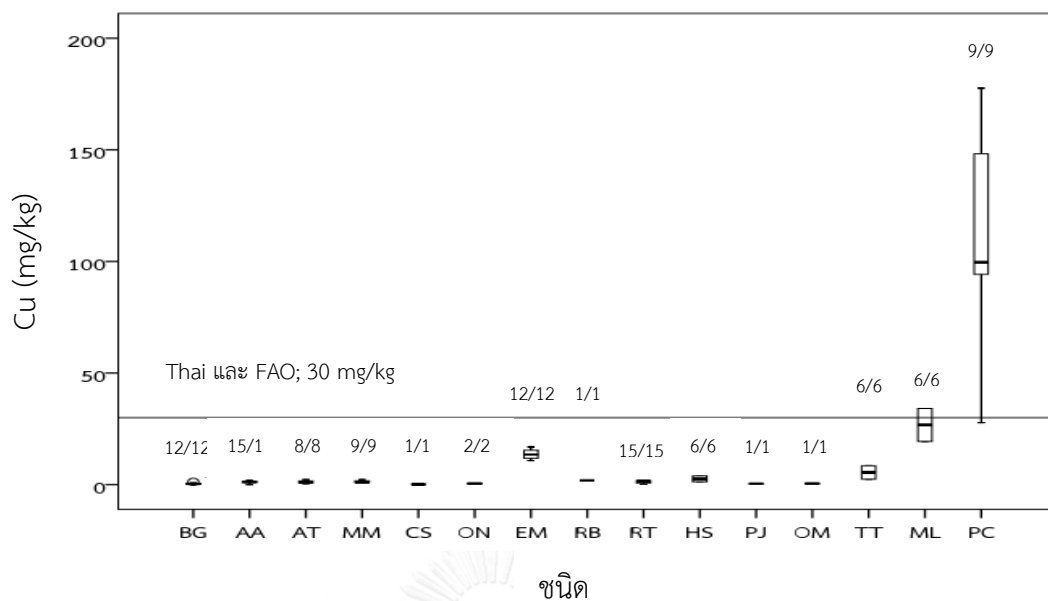 Cu (mg/kg)
200
150
100
50
0
9/9
Thai และ FAO; 30 mg/kg
12/12 1/1 6/6 6/6
12/12 15/1 8/8 9/9 1/1 2/2 15/15 6/6 1/1 1/1
BG AA AT MM CS ON EM RB RT HS PJ OM TT ML PC
ชนิด